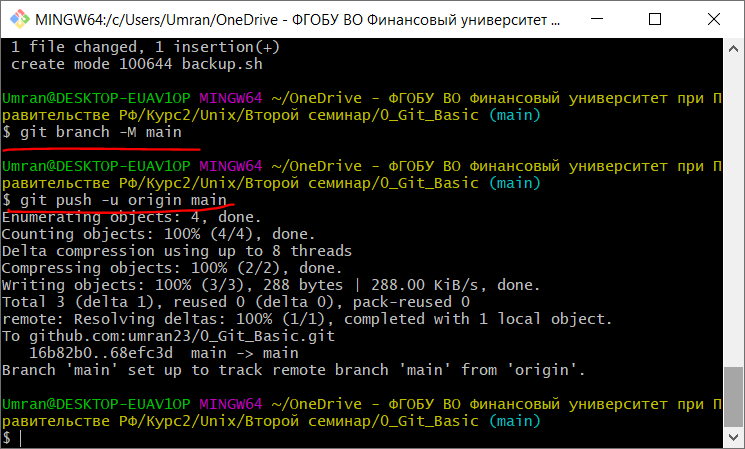 MINGW64:/c/Users/Umran/OneDrive - ФГОБУ ВО Финансовый университет ...
1 file changed, 1 insertion(+)
create mode 100644 backup.sh
Umran@DESKTOP-EUAV1OP MINGW64 ~/OneDrive - ФГОБУ ВО Финансовый университет при П
равительстве РФ/Курс2/Unix/Второй семинар/0_Git_Basic (main)
$ git branch -M main
Umran@DESKTOP-EUAV1OP MINGW64 ~/OneDrive - ФГОБУ ВО Финансовый университет при П
равительстве РФ/Курс2/Unix/Второй семинар/0_Git_Basic (main)
$ git push -u origin main
Enumerating objects: 4, done.
Counting objects: 100% (4/4), done.
Delta compression using up to 8 threads
Compressing objects: 100% (2/2), done.
Writing objects: 100% (3/3), 288 bytes | 288.00 KiB/s, done.
Total 3 (delta 1), reused 0 (delta 0), pack-reused 0
remote: Resolving deltas: 100% (1/1), completed with 1 local object.
To github.com:umran23/0_Git_Basic.git
16b82b0..68efc3d  main -> main
Branch 'main' set up to track remote branch 'main' from 'origin'.
Umran@DESKTOP-EUAV1OP MINGW64 ~/OneDrive - ФГОБУ ВО Финансовый университет при П
равительстве РФ/Курс2/Unix/Второй семинар/0_Git_Basic (main)
$